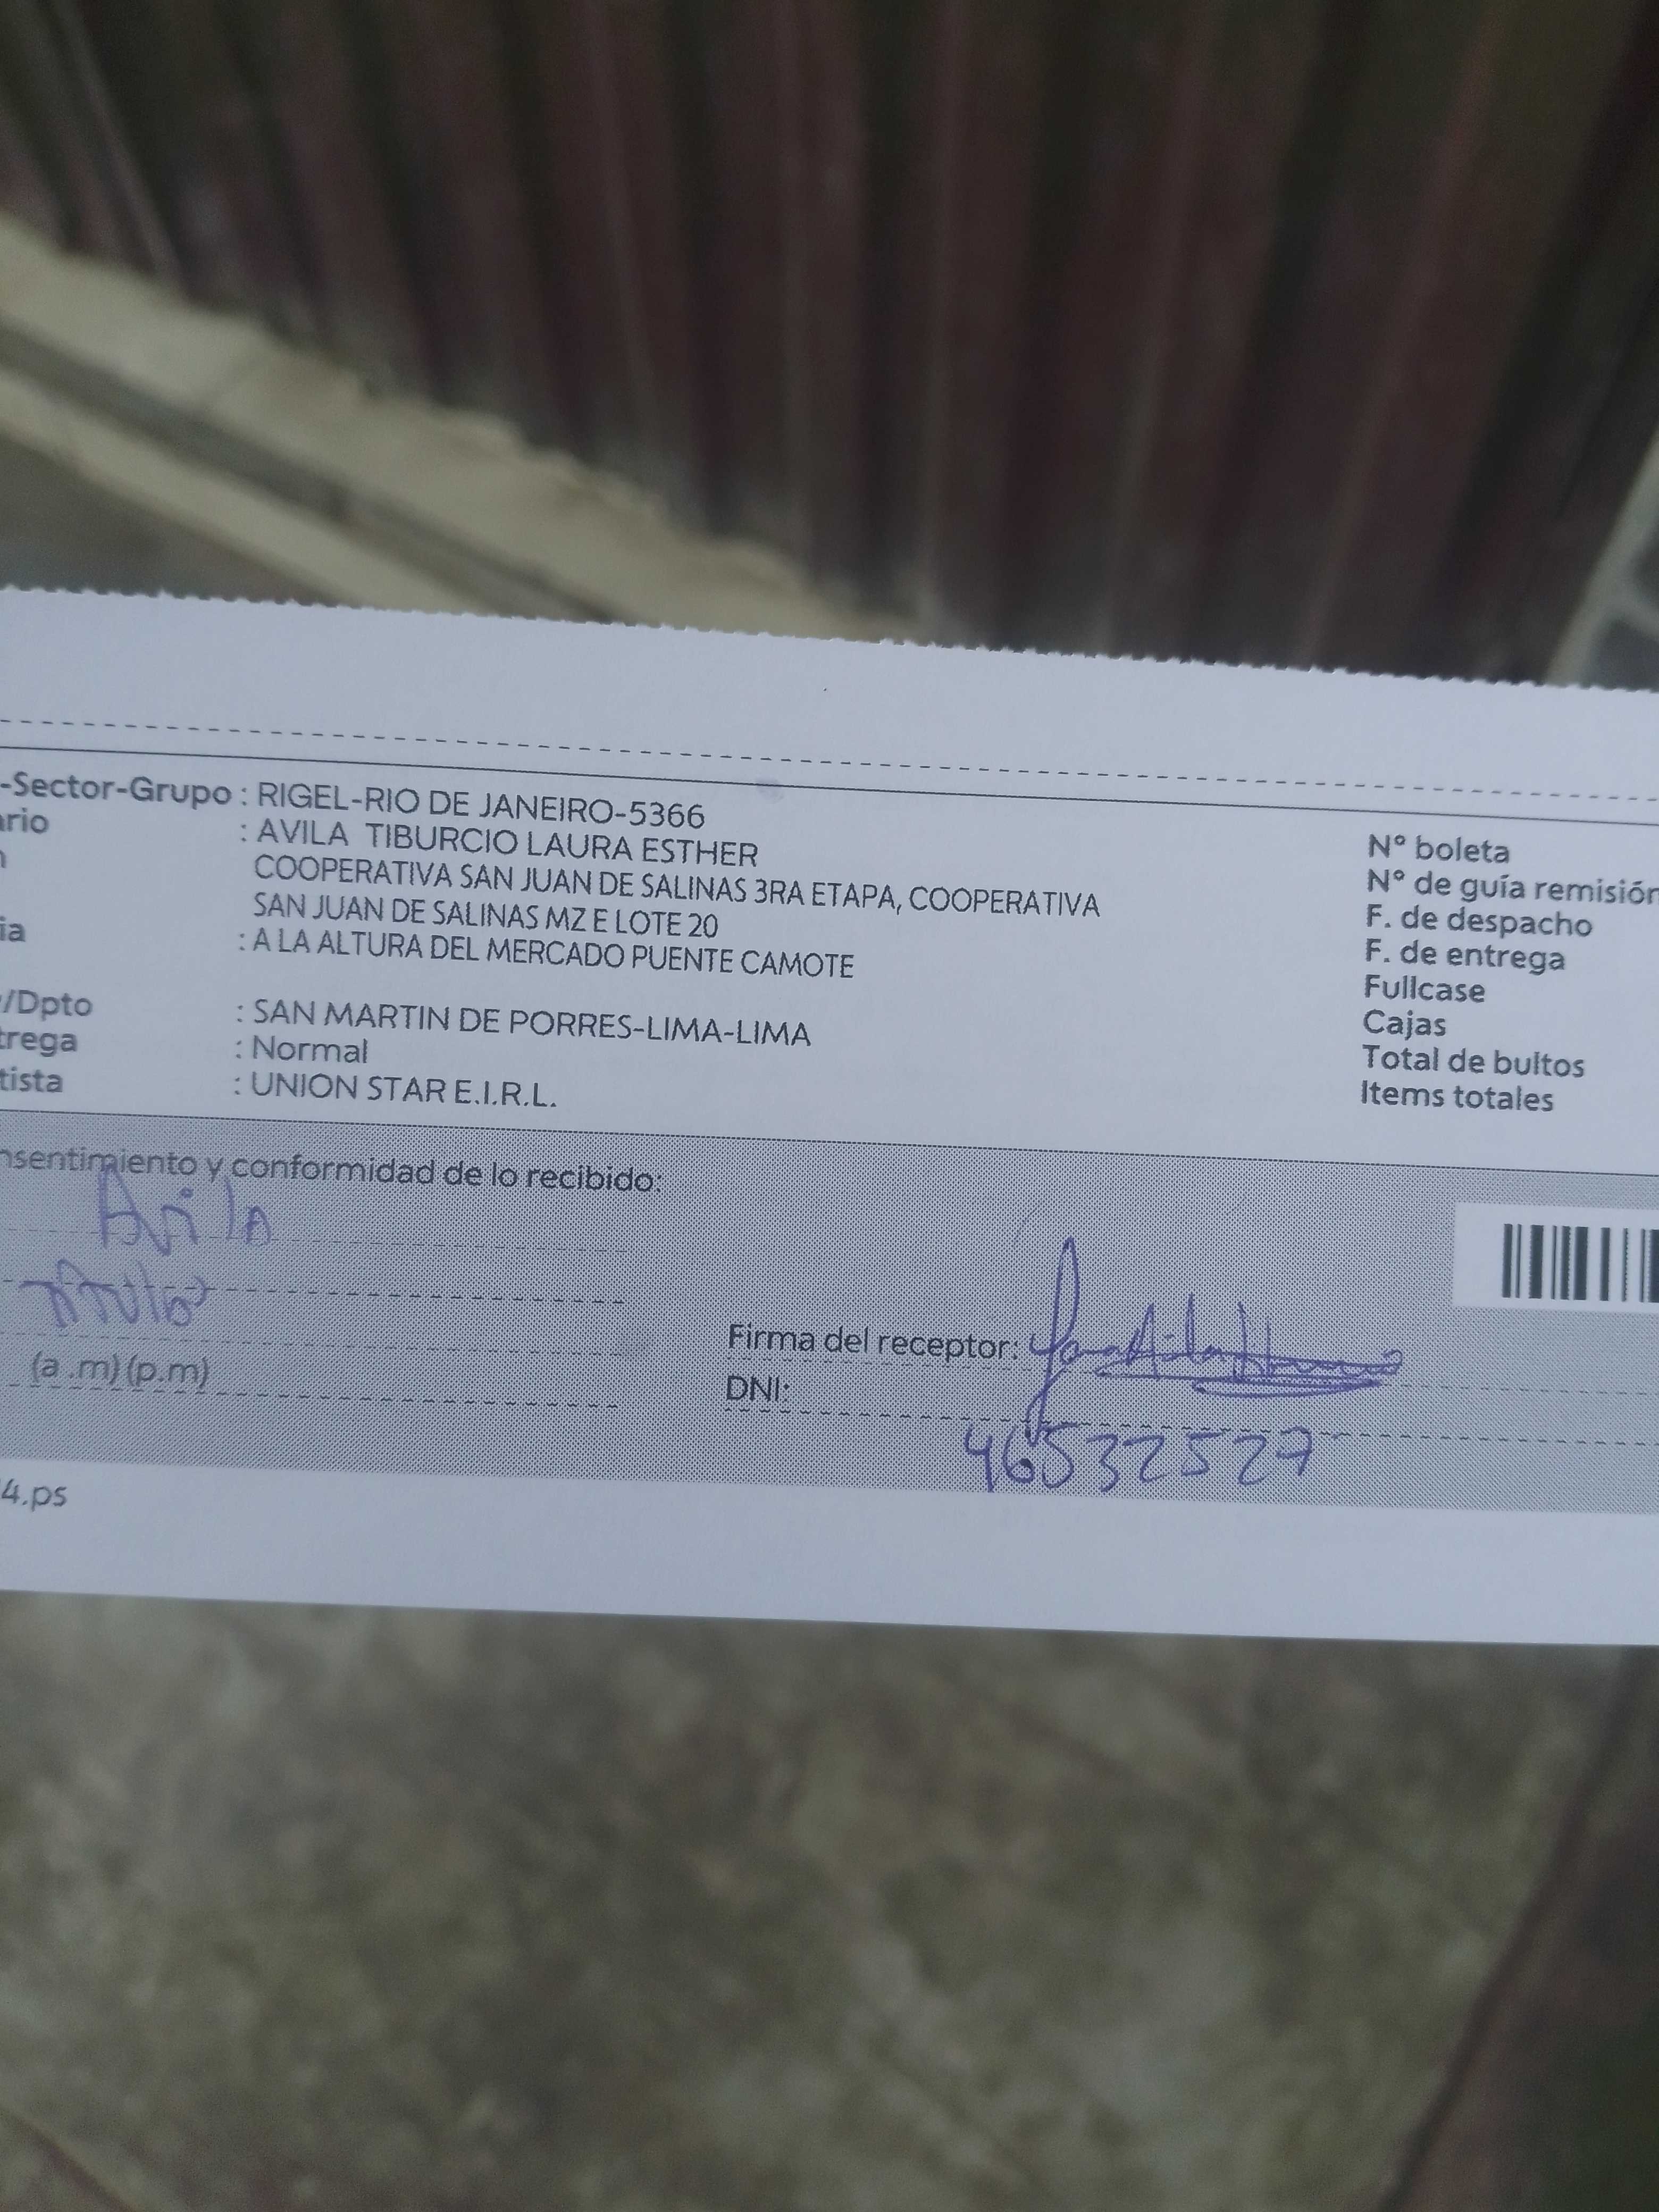 -Sector-Grupo : RIGEL-RIO DE JANEIRO-5366
ario : AVILA TIBURCIO LAURA ESTHER
n COOPERATIVA SAN JUAN DE SALINAS 3RA ETAPA, COOPERATIVA
SAN JUAN DE SALINAS MZ E LOTE 20
ia : A LA ALTURA DEL MERCADO PUENTE CAMOTE
/Dpto : SAN MARTIN DE PORRES-LIMA-LIMA
trega : Normal
tista : UNION STAR E.I.R.L.
N° boleta
N° de guía remisión
F. de despacho
F. de entrega
Fullcase
Cajas
Total de bultos
Items totales
nsentimiento y conformidad de lo recibido:
Avila
(a .m) (p.m)
Firma del receptor:
DNI:
46532527
4.ps